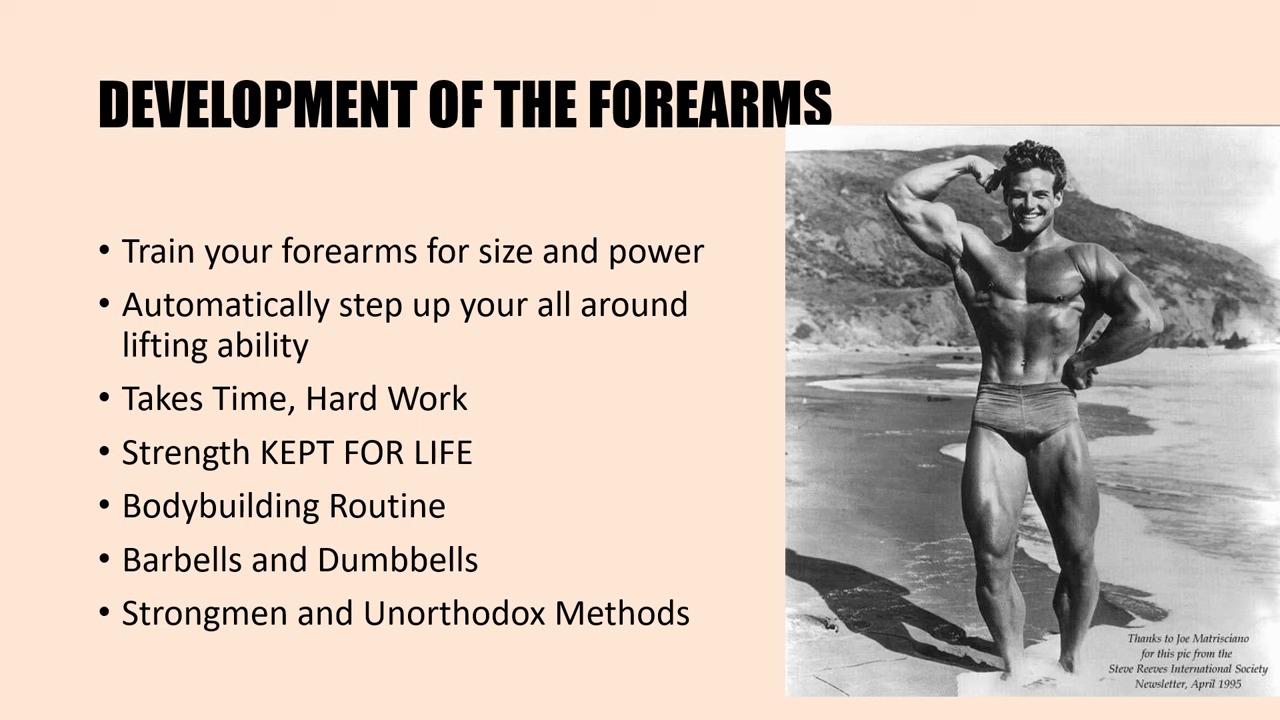 DEVELOPMENT OF THE FOREARMS
• Train your forearms for size and power
• Automatically step up your all around
lifting ability
• Takes Time, Hard Work
• Strength KEPT FOR LIFE
• Bodybuilding Routine
• Barbells and Dumbbells
• Strongmen and Unorthodox Methods
Thanks to Joe Matrisciano
for this pic from the
Steve Reeves International Society
Newsletter, April 1995